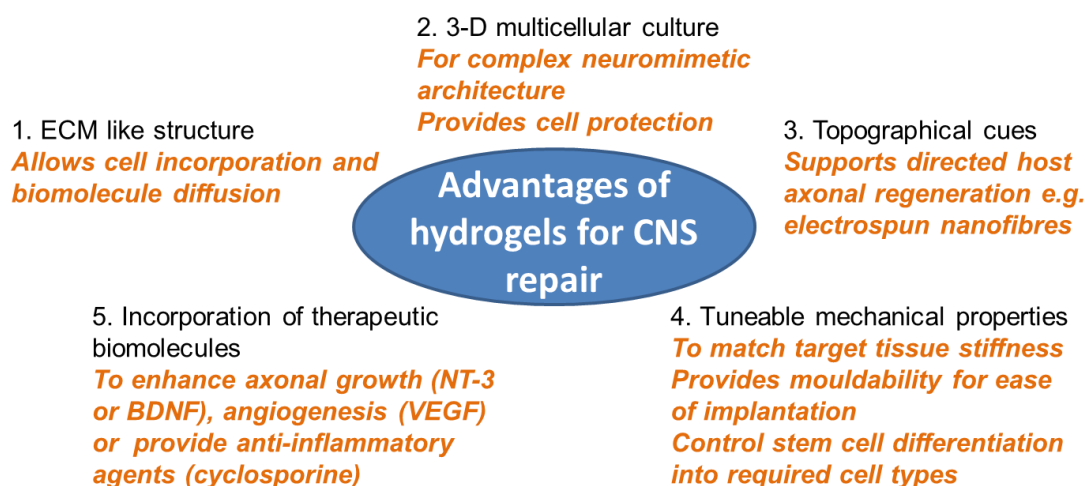 2. 3-D multicellular culture
For complex neuromimetic
architecture
Provides cell protection
1. ECM like structure
Allows cell incorporation and
biomolecule diffusion
3. Topographical cues
Supports directed host
axonal regeneration e.g.
electrospun nanofibres
Advantages of
hydrogels for CNS
repair
5. Incorporation of therapeutic
biomolecules
To enhance axonal growth (NT-3
or BDNF), angiogenesis (VEGF)
or provide anti-inflammatory
agents (cyclosporine)
4. Tuneable mechanical properties
To match target tissue stiffness
Provides mouldability for ease
of implantation
Control stem cell differentiation
into required cell types